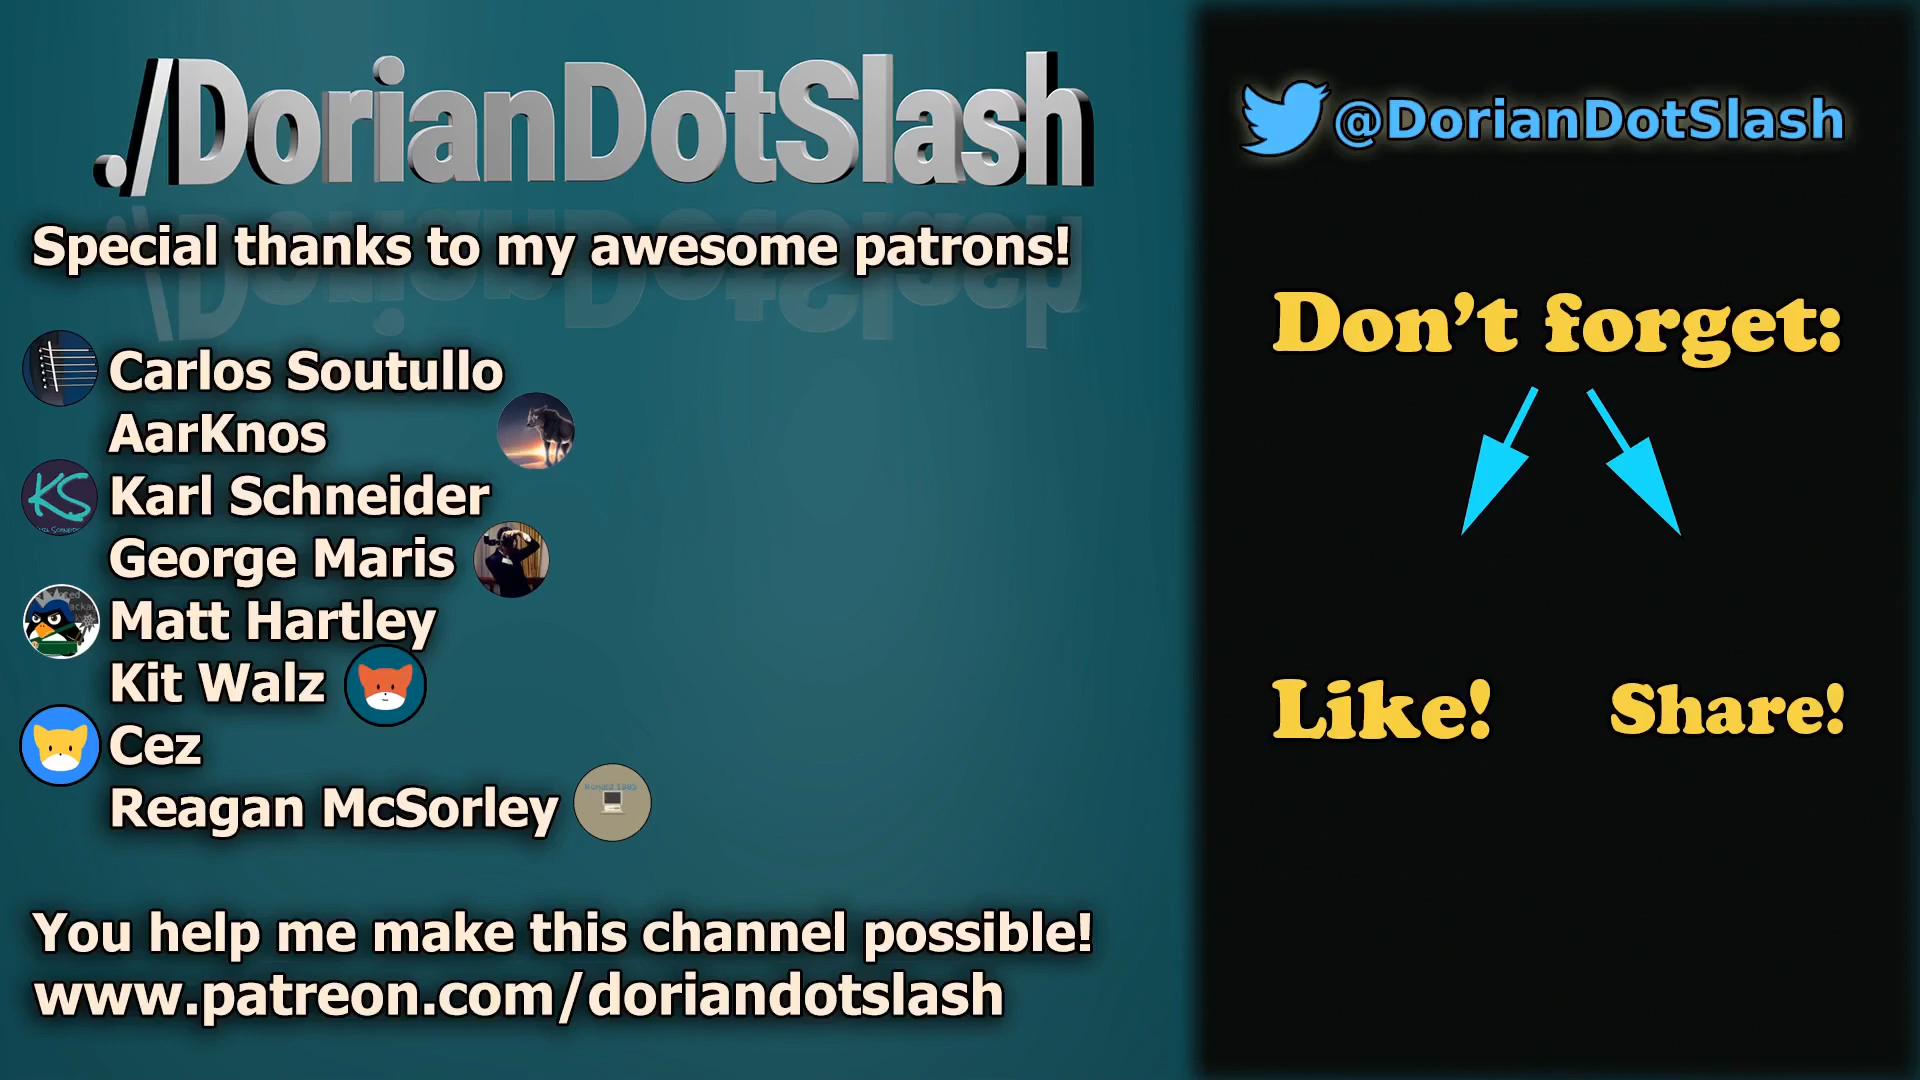 ./DorianDotSlash
Special thanks to my awesome patrons!
Carlos Soutullo
AarKnos
KS
Karl Schneider
George Maris
Matt Hartley
Kit Walz
Cez
Reagan McSorley
You help me make this channel possible!
www.patreon.com/doriandotslash
@DorianDotSlash
Don't forget:
Like! Share!